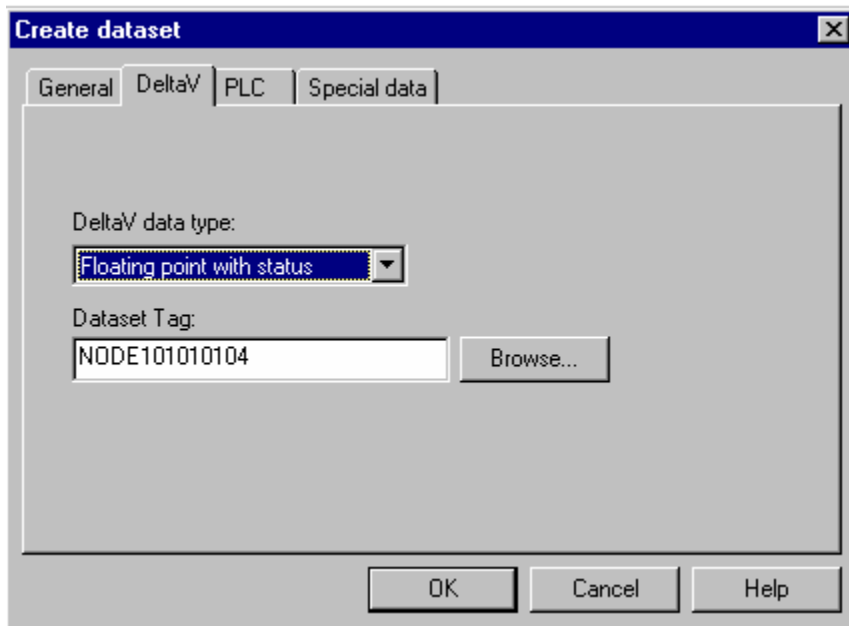 Create dataset
General DeltaV PLC Special data
DeltaV data type:
Floating point with status
Dataset Tag:
NODE101010104 Browse...
OK Cancel Help